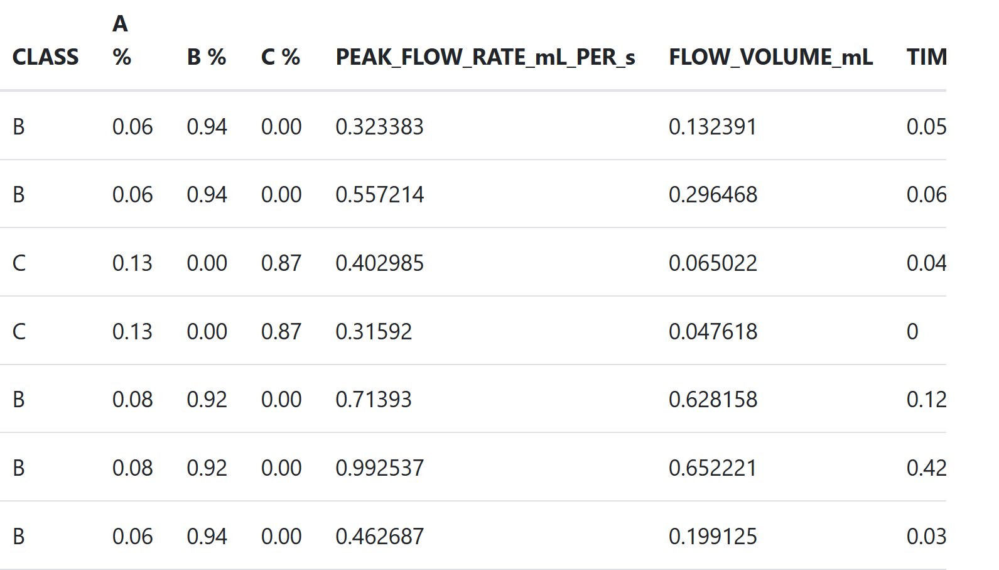 CLASS A % B % C % PEAK_FLOW_RATE_mL_PER_s FLOW_VOLUME_mL TIM
B 0.06 0.94 0.00 0.323383 0.132391 0.05
B 0.06 0.94 0.00 0.557214 0.296468 0.06
C 0.13 0.00 0.87 0.402985 0.065022 0.04
C 0.13 0.00 0.87 0.31592 0.047618 0
B 0.08 0.92 0.00 0.71393 0.628158 0.12
B 0.08 0.92 0.00 0.992537 0.652221 0.42
B 0.06 0.94 0.00 0.462687 0.199125 0.03